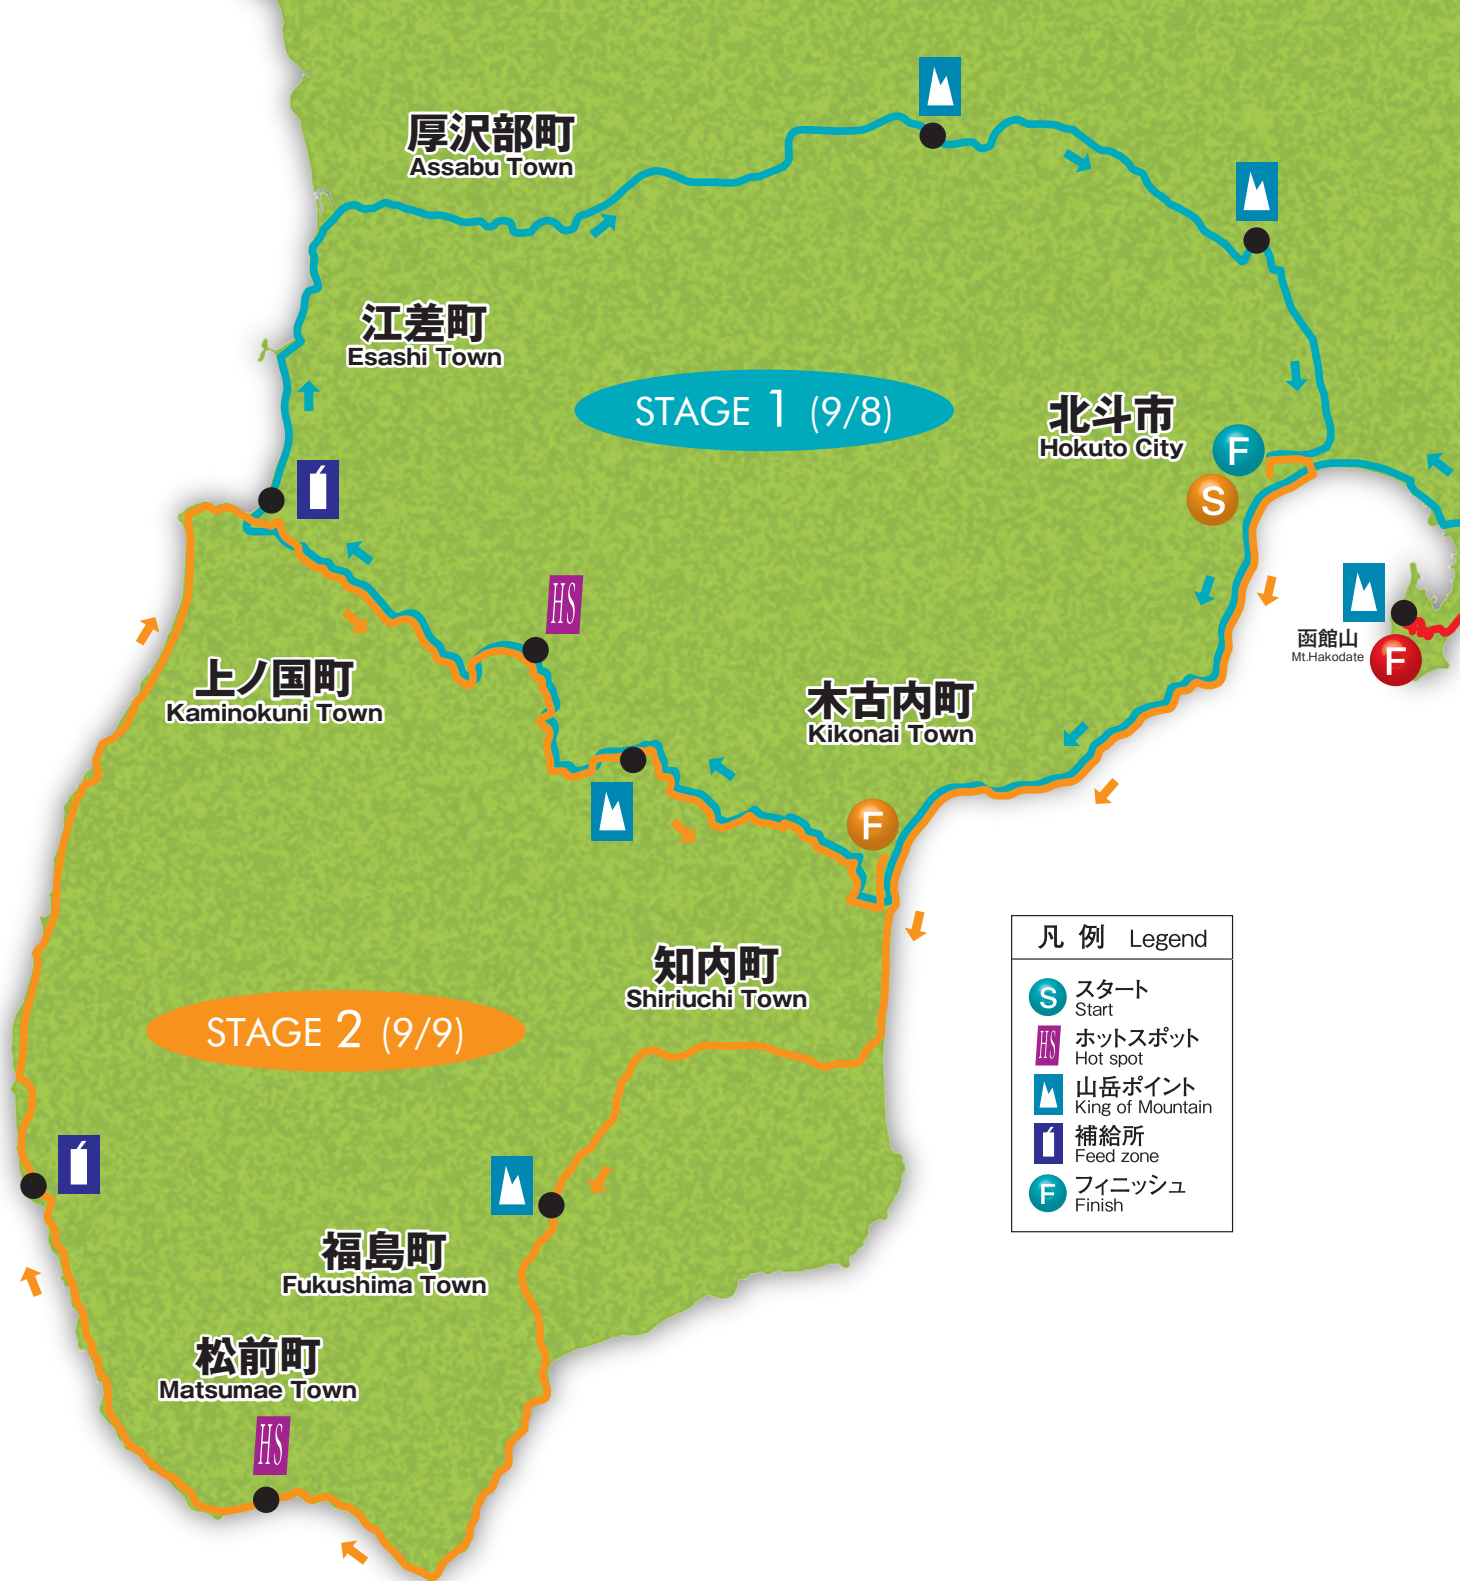 厚沢部町
Assabu Town
江差町
Esashi Town
STAGE 1 (9/8)
北斗市
Hokuto City
F
S
HS
函館山
Mt.Hakodate
F
上ノ国町
Kaminokuni Town
木古内町
Kikonai Town
F
知内町
Shiriuchi Town
STAGE 2 (9/9)
福島町
Fukushima Town
松前町
Matsumae Town
HS
凡 例 Legend
S スタート
Start
HS ホットスポット
Hot spot
山岳ポイント
King of Mountain
補給所
Feed zone
F フィニッシュ
Finish